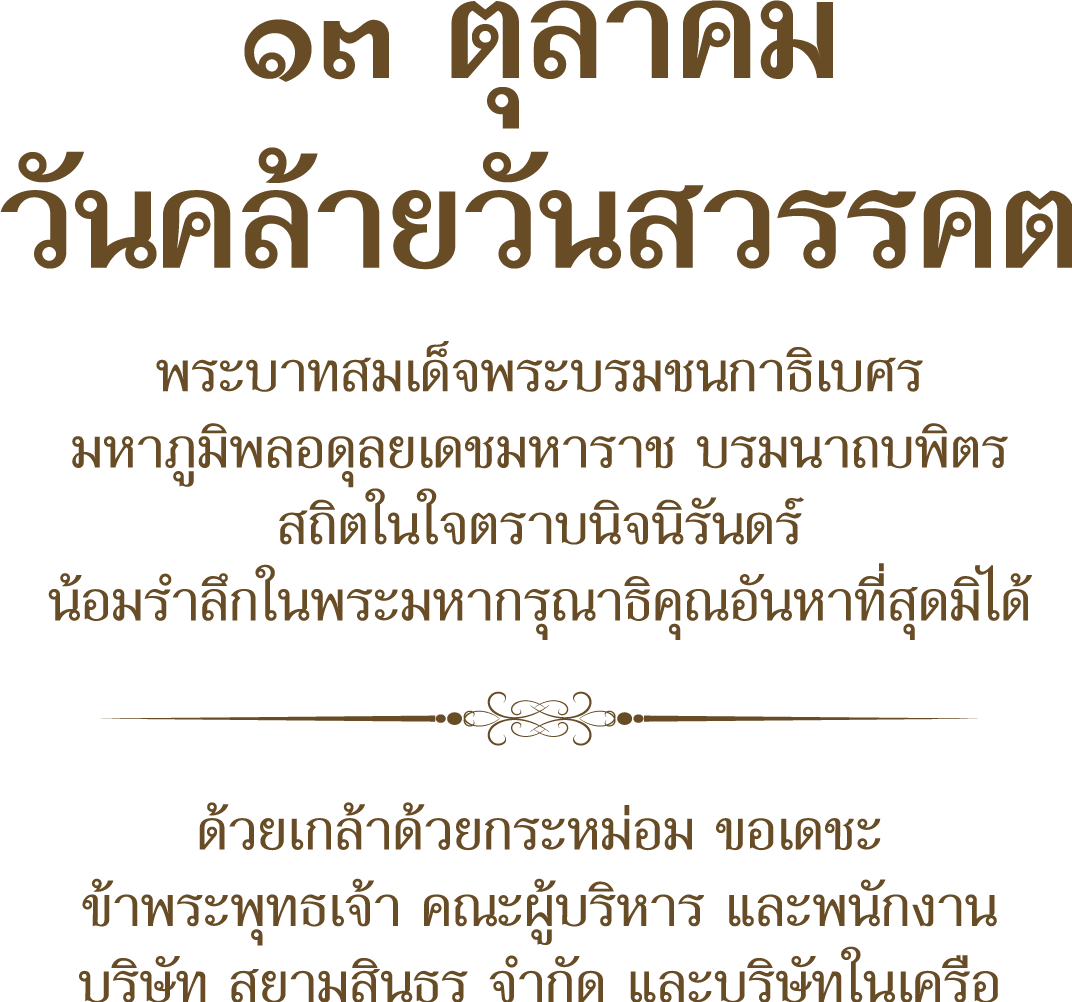 ๑๓ ตุลาคม
วันคล้ายวันสวรรคต
พระบาทสมเด็จพระบรมชนกาธิเบศร
มหาภูมิพลอดุลยเดชมหาราช บรมนาถบพิตร
สถิตในใจตราบนิจนิรันดร์
น้อมรำลึกในพระมหากรุณาธิคุณอันหาที่สุดมิได้
ด้วยเกล้าด้วยกระหม่อม ขอเดชะ
ข้าพระพุทธเจ้า คณะผู้บริหาร และพนักงาน
บริษัท สยามสินธร จำกัด และบริษัทในเครือ